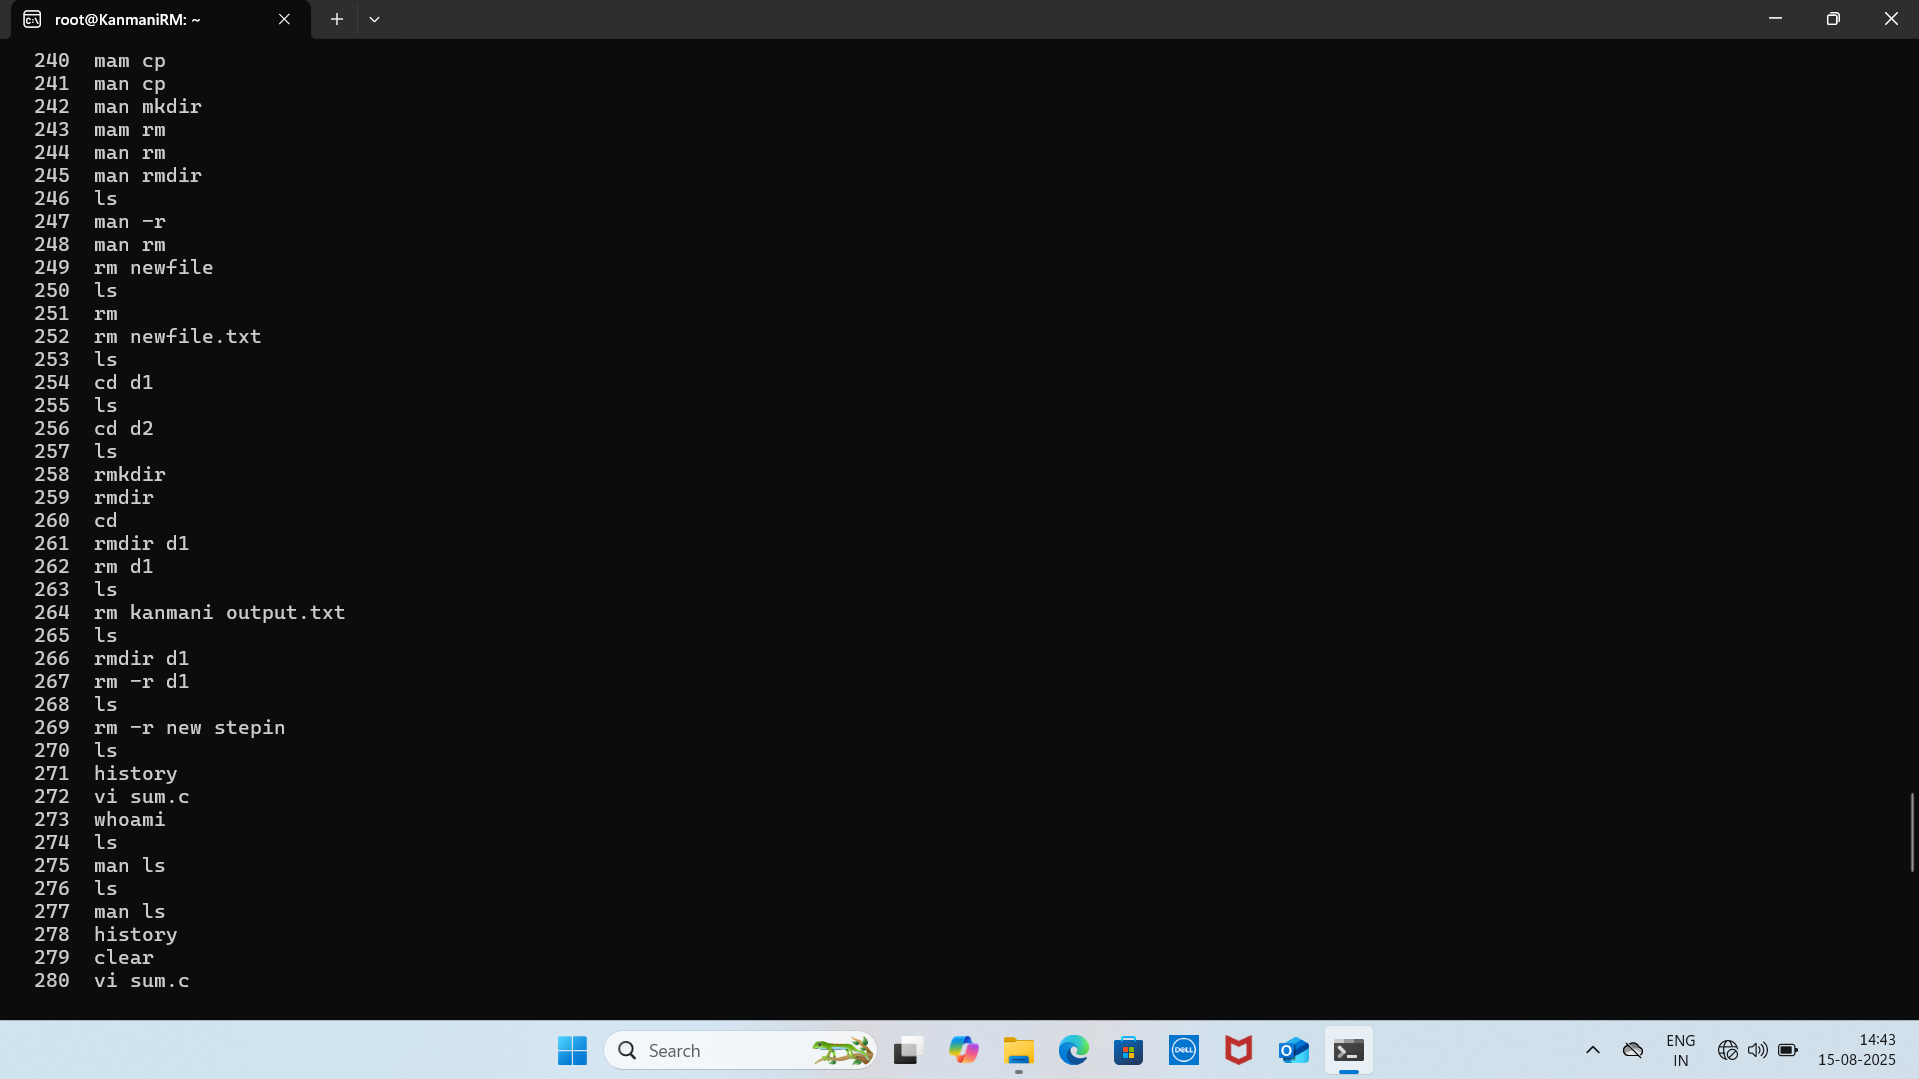 root@KanmaniRM: ~
240 mam cp
241 man cp
242 man mkdir
243 mam rm
244 man rm
245 man rmdir
246 ls
247 man -r
248 man rm
249 rm newfile
250 ls
251 rm
252 rm newfile.txt
253 ls
254 cd d1
255 ls
256 cd d2
257 ls
258 rmkdir
259 rmdir
260 cd
261 rmdir d1
262 rm d1
263 ls
264 rm kanmani output.txt
265 ls
266 rmdir d1
267 rm -r d1
268 ls
269 rm -r new stepin
270 ls
271 history
272 vi sum.c
273 whoami
274 ls
275 man ls
276 ls
277 man ls
278 history
279 clear
280 vi sum.c
Search
DELL
ENG
IN
14:43
15-08-2025